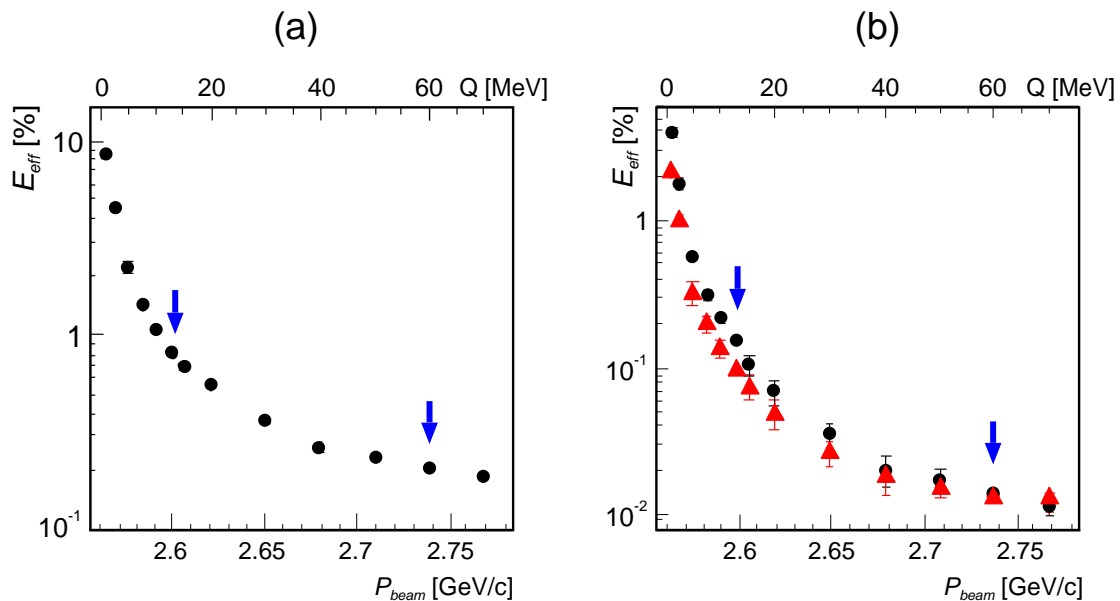 (a)
0 20 40 60 Q [MeV]
E_eff [%]
10
1
10^-1
2.6 2.65 2.7 2.75
P_beam [GeV/c]
(b)
0 20 40 60 Q [MeV]
E_eff [%]
1
10^-1
10^-2
2.6 2.65 2.7 2.75
P_beam [GeV/c]